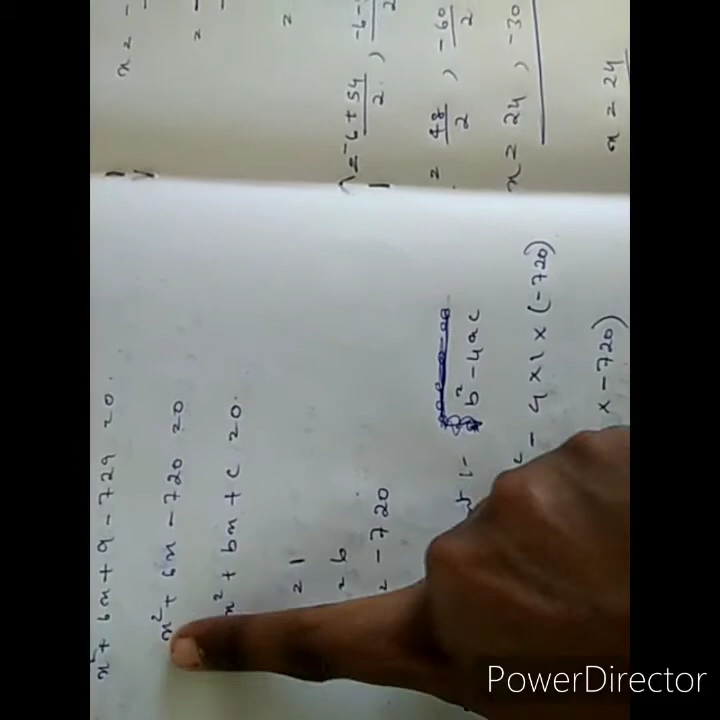 x² + 6x + 9 - 729 = 0.
x² + 6x - 720 = 0
x² + bx + c = 0.
= 1
= 6
= - 720
b² - 4ac
- 4 x 1 x (-720)
x - 720)
x = -
=
=
= -6 + 54 / 2 , -6-
= 48/2 , -60/2
x = 24 , -30
x = 24
PowerDirector